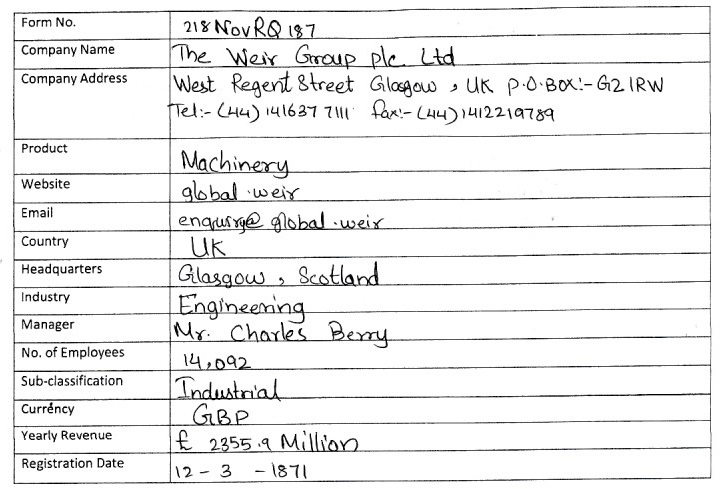 Form No. 218 Nov RQ 187
Company Name The Weir Group plc Ltd
Company Address West Regent Street Glasgow, UK P.O.BOX:- G2 1RW
Tel:- (44) 141637 7111 fax:- (44) 1412219789
Product Machinery
Website global.weir
Email enquirye@global.weir
Country UK
Headquarters Glasgow, Scotland
Industry Engineering
Manager Mr. Charles Berry
No. of Employees 14,092
Sub-classification Industrial
Currency GBP
Yearly Revenue £ 2355.9 Million
Registration Date 12 - 3 - 1871